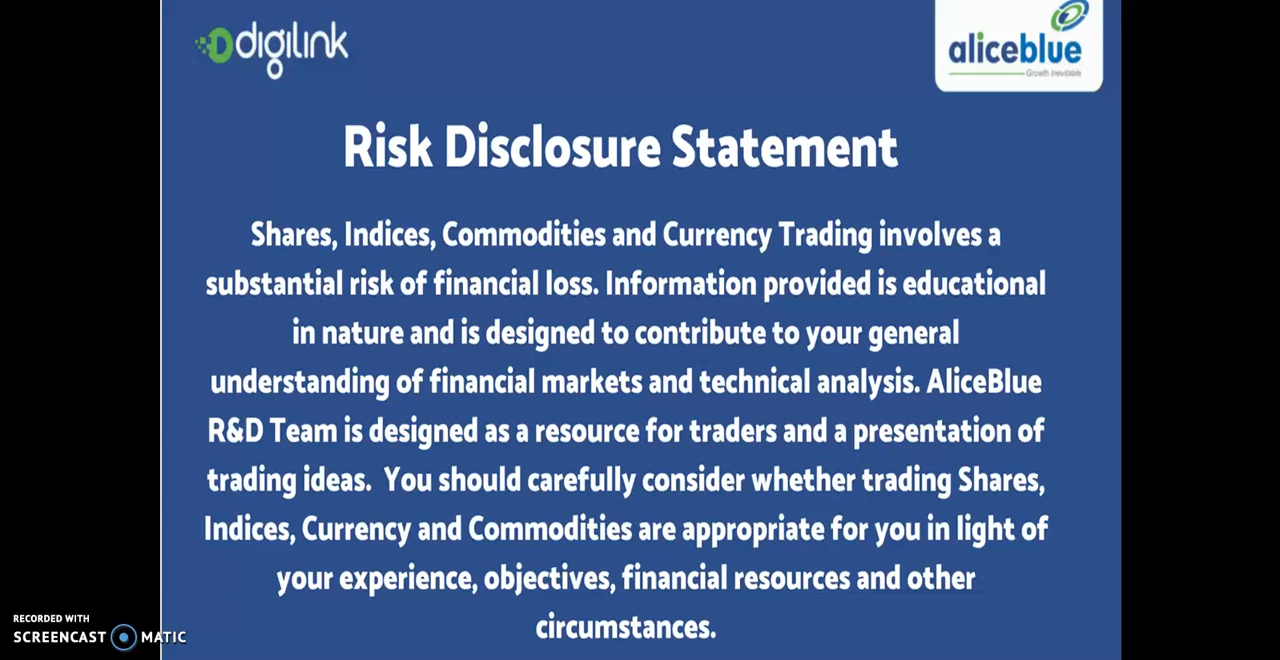 digilink
aliceblue
Growth Inevitable
Risk Disclosure Statement
Shares, Indices, Commodities and Currency Trading involves a
substantial risk of financial loss. Information provided is educational
in nature and is designed to contribute to your general
understanding of financial markets and technical analysis. AliceBlue
R&D Team is designed as a resource for traders and a presentation of
trading ideas.  You should carefully consider whether trading Shares,
Indices, Currency and Commodities are appropriate for you in light of
your experience, objectives, financial resources and other
circumstances.
RECORDED WITH
SCREENCAST MATIC